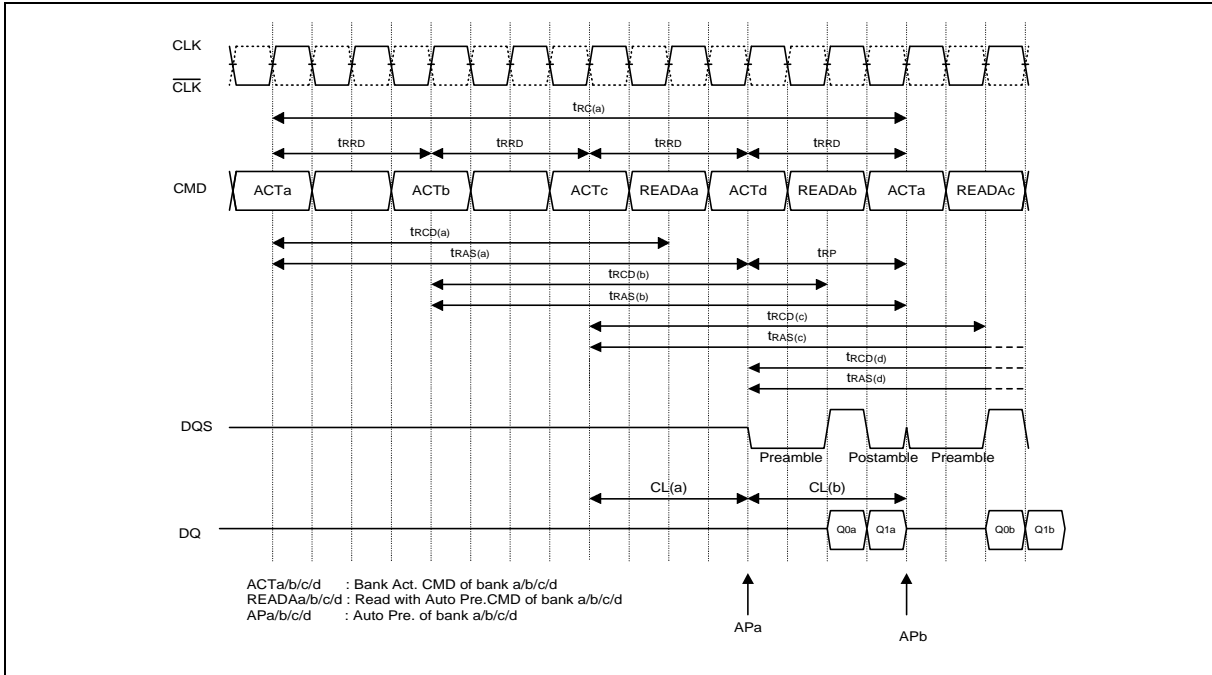 CLK
CLK
tRC(a)
tRRD tRRD tRRD tRRD
CMD ACTa ACTb ACTc READAa ACTd READAb ACTa READAc
tRCD(a)
tRAS(a) tRP
tRCD(b)
tRAS(b)
tRCD(c)
tRAS(c)
tRCD(d)
tRAS(d)
DQS
Preamble Postamble Preamble
CL(a) CL(b)
DQ Q0a Q1a Q0b Q1b
ACTa/b/c/d : Bank Act. CMD of bank a/b/c/d
READAa/b/c/d : Read with Auto Pre.CMD of bank a/b/c/d
APa/b/c/d : Auto Pre. of bank a/b/c/d
APa APb